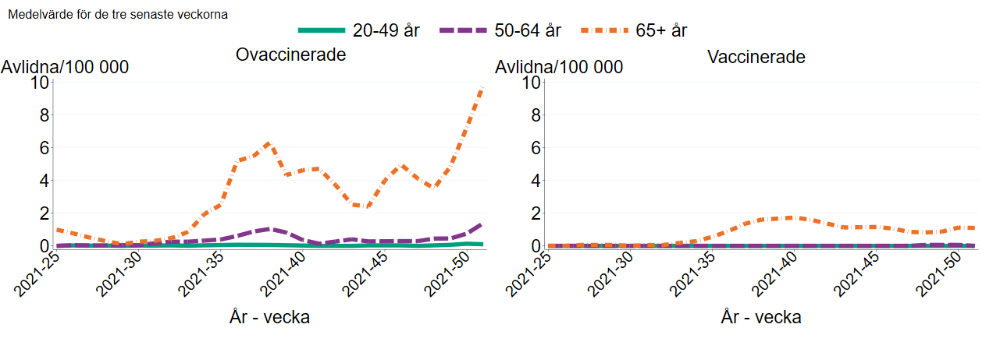 Medelvärde för de tre senaste veckorna
20-49 år 50-64 år 65+ år
Ovaccinerade
Avlidna/100 000
10
8
6
4
2
0
2021-25 2021-30 2021-35 2021-40 2021-45 2021-50
År - vecka
Vaccinerade
Avlidna/100 000
10
8
6
4
2
0
2021-25 2021-30 2021-35 2021-40 2021-45 2021-50
År - vecka